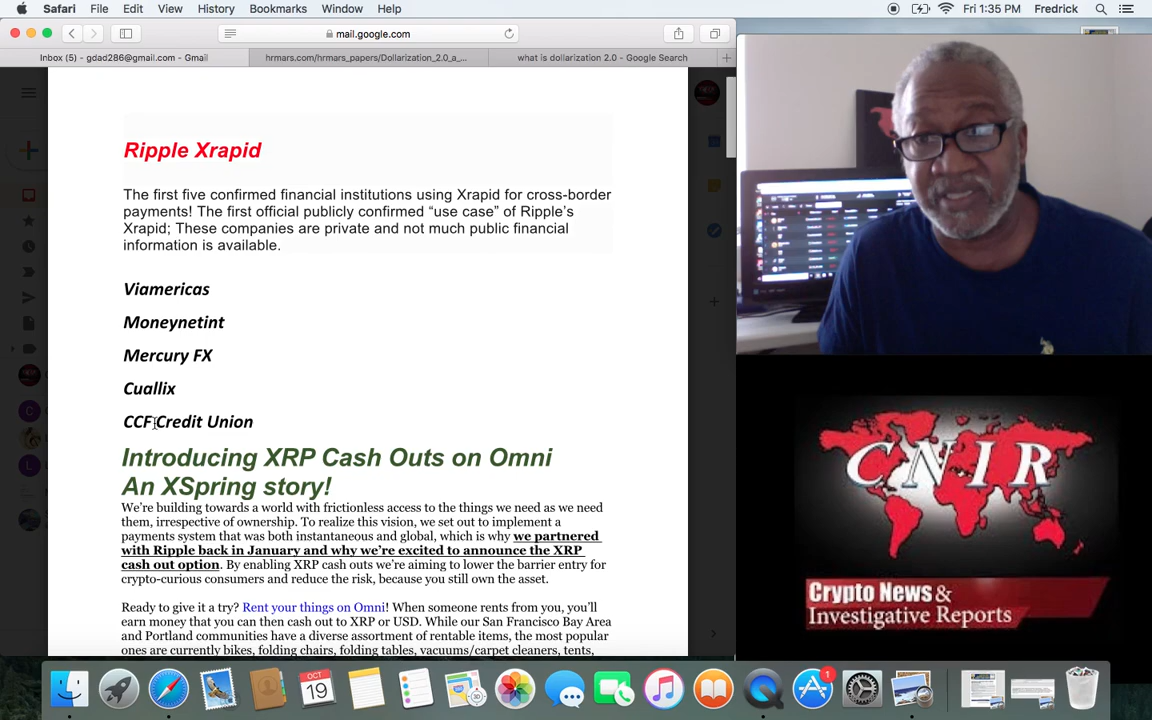 Safari File Edit View History Bookmarks Window Help Fri 1:35 PM Fredrick
mail.google.com
Inbox (5) - gdad286@gmail.com - Gmail
hrmars.com/hrmars_papers/Dollarization_2.0_a_...
what is dollarization 2.0 - Google Search
Ripple Xrapid
The first five confirmed financial institutions using Xrapid for cross-border
payments! The first official publicly confirmed “use case” of Ripple’s
Xrapid; These companies are private and not much public financial
information is available.
Viamericas
Moneynetint
Mercury FX
Cuallix
CCF Credit Union
Introducing XRP Cash Outs on Omni
An XSpring story!
We’re building towards a world with frictionless access to the things we need as we need
them, irrespective of ownership. To realize this vision, we set out to implement a
payments system that was both instantaneous and global, which is why we partnered
with Ripple back in January and why we’re excited to announce the XRP
cash out option. By enabling XRP cash outs we’re aiming to lower the barrier entry for
crypto-curious consumers and reduce the risk, because you still own the asset.
Ready to give it a try? Rent your things on Omni! When someone rents from you, you’ll
earn money that you can then cash out to XRP or USD. While our San Francisco Bay Area
and Portland communities have a diverse assortment of rentable items, the most popular
ones are currently bikes, folding chairs, folding tables, vacuums/carpet cleaners, tents,
CNIR
Crypto News &
Investigative Reports
OCT
19
1